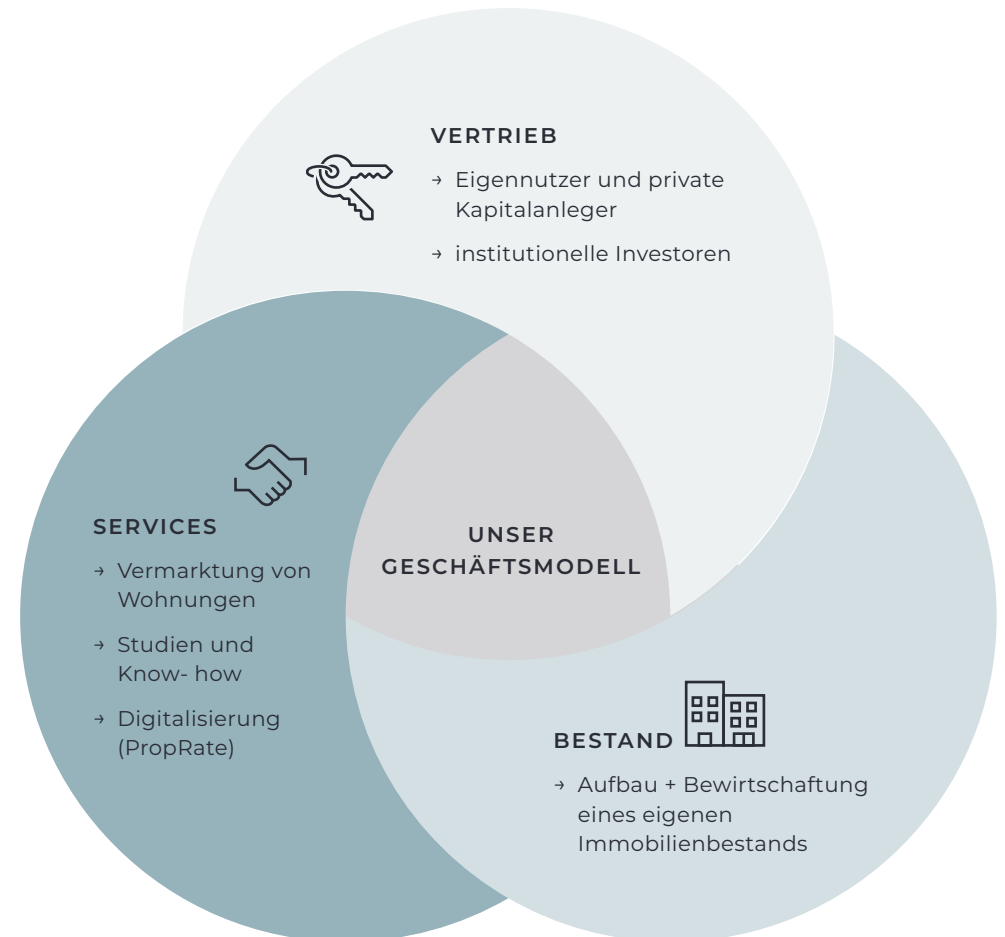 VERTRIEB
→ Eigennutzer und private
Kapitalanleger
→ institutionelle Investoren
UNSER
GESCHÄFTSMODELL
SERVICES
→ Vermarktung von
Wohnungen
→ Studien und
Know- how
→ Digitalisierung
(PropRate)
BESTAND
→ Aufbau + Bewirtschaftung
eines eigenen
Immobilienbestands